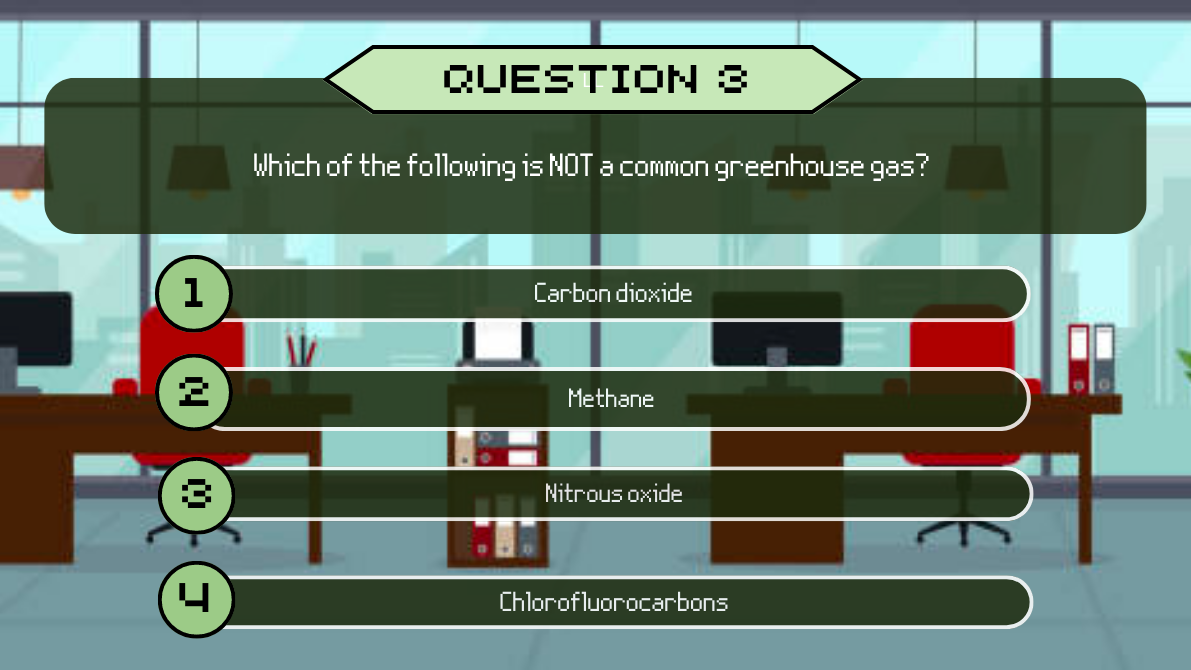 QUESTION 3
Which of the following is NOT a common greenhouse gas?
1
Carbon dioxide
2
Methane
3
Nitrous oxide
4
Chlorofluorocarbons